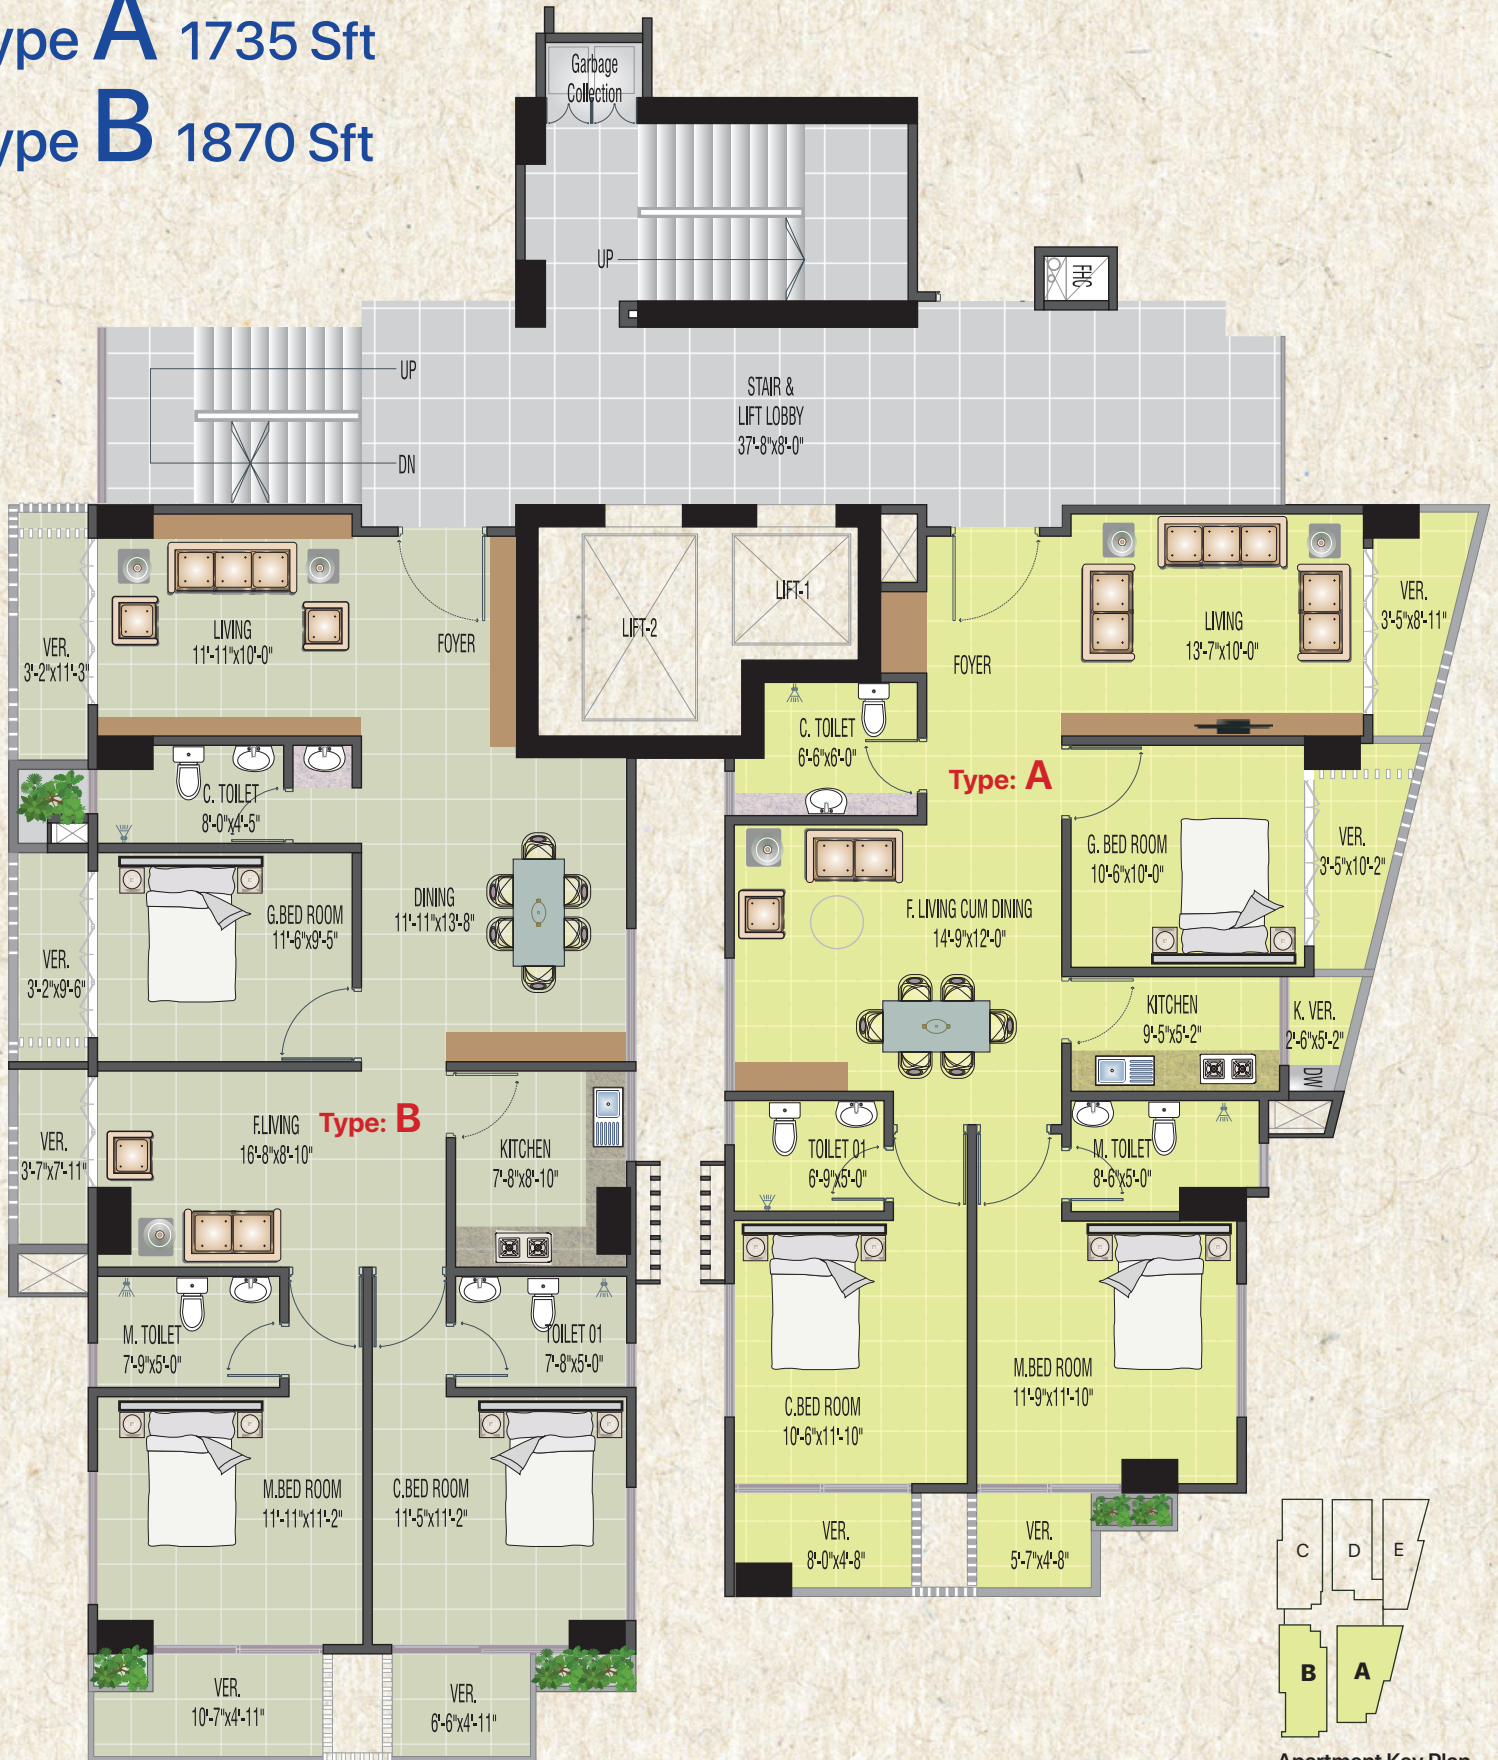 ype A 1735 Sft
ype B 1870 Sft
Garbage
Collection
UP
FHC
UP
DN
STAIR &
LIFT LOBBY
37'-8"x8'-0"
LIFT-1
LIFT-2
VER.
3'-2"x11'-3"
LIVING
11'-11"x10'-0"
FOYER
FOYER
LIVING
13'-7"x10'-0"
VER.
3'-5"x8'-11"
C. TOILET
6'-6"x6'-0"
Type: A
C. TOILET
8'-0"x4'-5"
G. BED ROOM
10'-6"x10'-0"
VER.
3'-5"x10'-2"
G.BED ROOM
11'-6"x9'-5"
DINING
11'-11"x13'-8"
F. LIVING CUM DINING
14'-9"x12'-0"
VER.
3'-2"x9'-6"
KITCHEN
9'-5"x5'-2"
K. VER.
2'-6"x5'-2"
DW
VER.
3'-7"x7'-11"
F.LIVING
16'-8"x8'-10"
Type: B
KITCHEN
7'-8"x8'-10"
TOILET 01
6'-9"x5'-0"
M. TOILET
8'-6"x5'-0"
M. TOILET
7'-9"x5'-0"
TOILET 01
7'-8"x5'-0"
C.BED ROOM
10'-6"x11'-10"
M.BED ROOM
11'-9"x11'-10"
M.BED ROOM
11'-11"x11'-2"
C.BED ROOM
11'-5"x11'-2"
VER.
8'-0"x4'-8"
VER.
5'-7"x4'-8"
VER.
10'-7"x4'-11"
VER.
6'-6"x4'-11"
C D E
B A
Apartment Key Plan